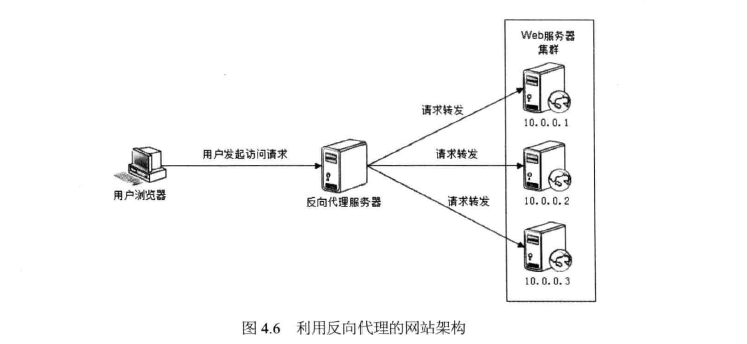 Web服务器
集群
请求转发
10.0.0.1
用户发起访问请求
请求转发
用户浏览器
反向代理服务器
10.0.0.2
请求转发
10.0.0.3
图 4.6 利用反向代理的网站架构